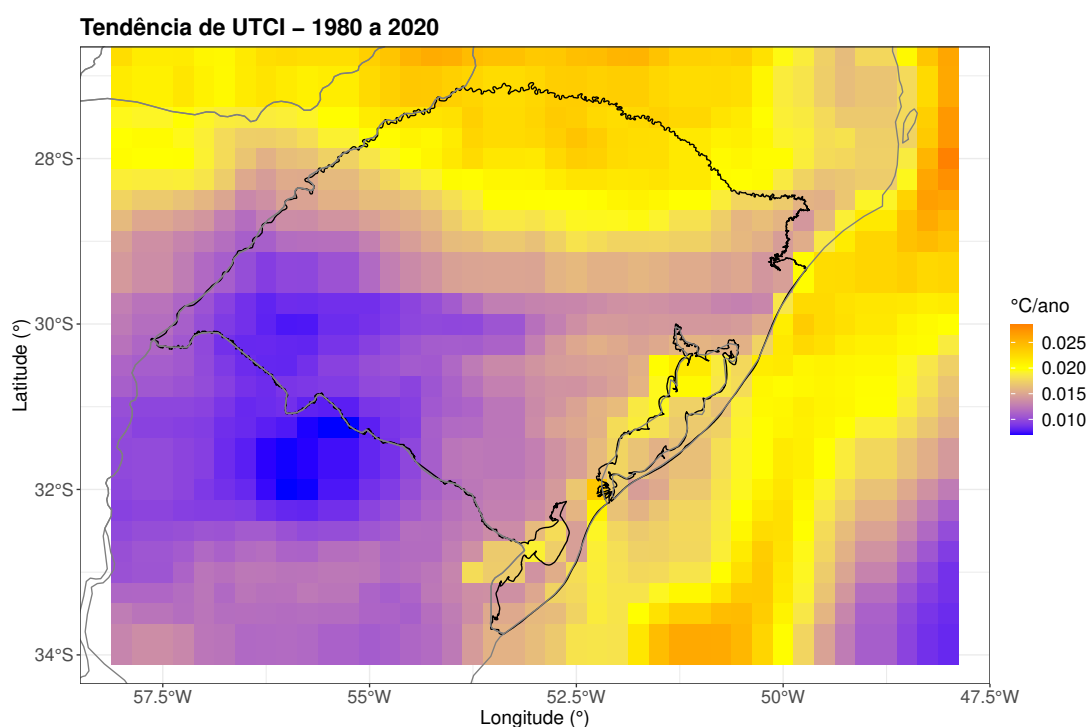 Tendência de UTCI – 1980 a 2020
28°S
30°S
32°S
34°S
Latitude (°)
57.5°W 55°W 52.5°W 50°W 47.5°W
Longitude (°)
°C/ano
0.025
0.020
0.015
0.010